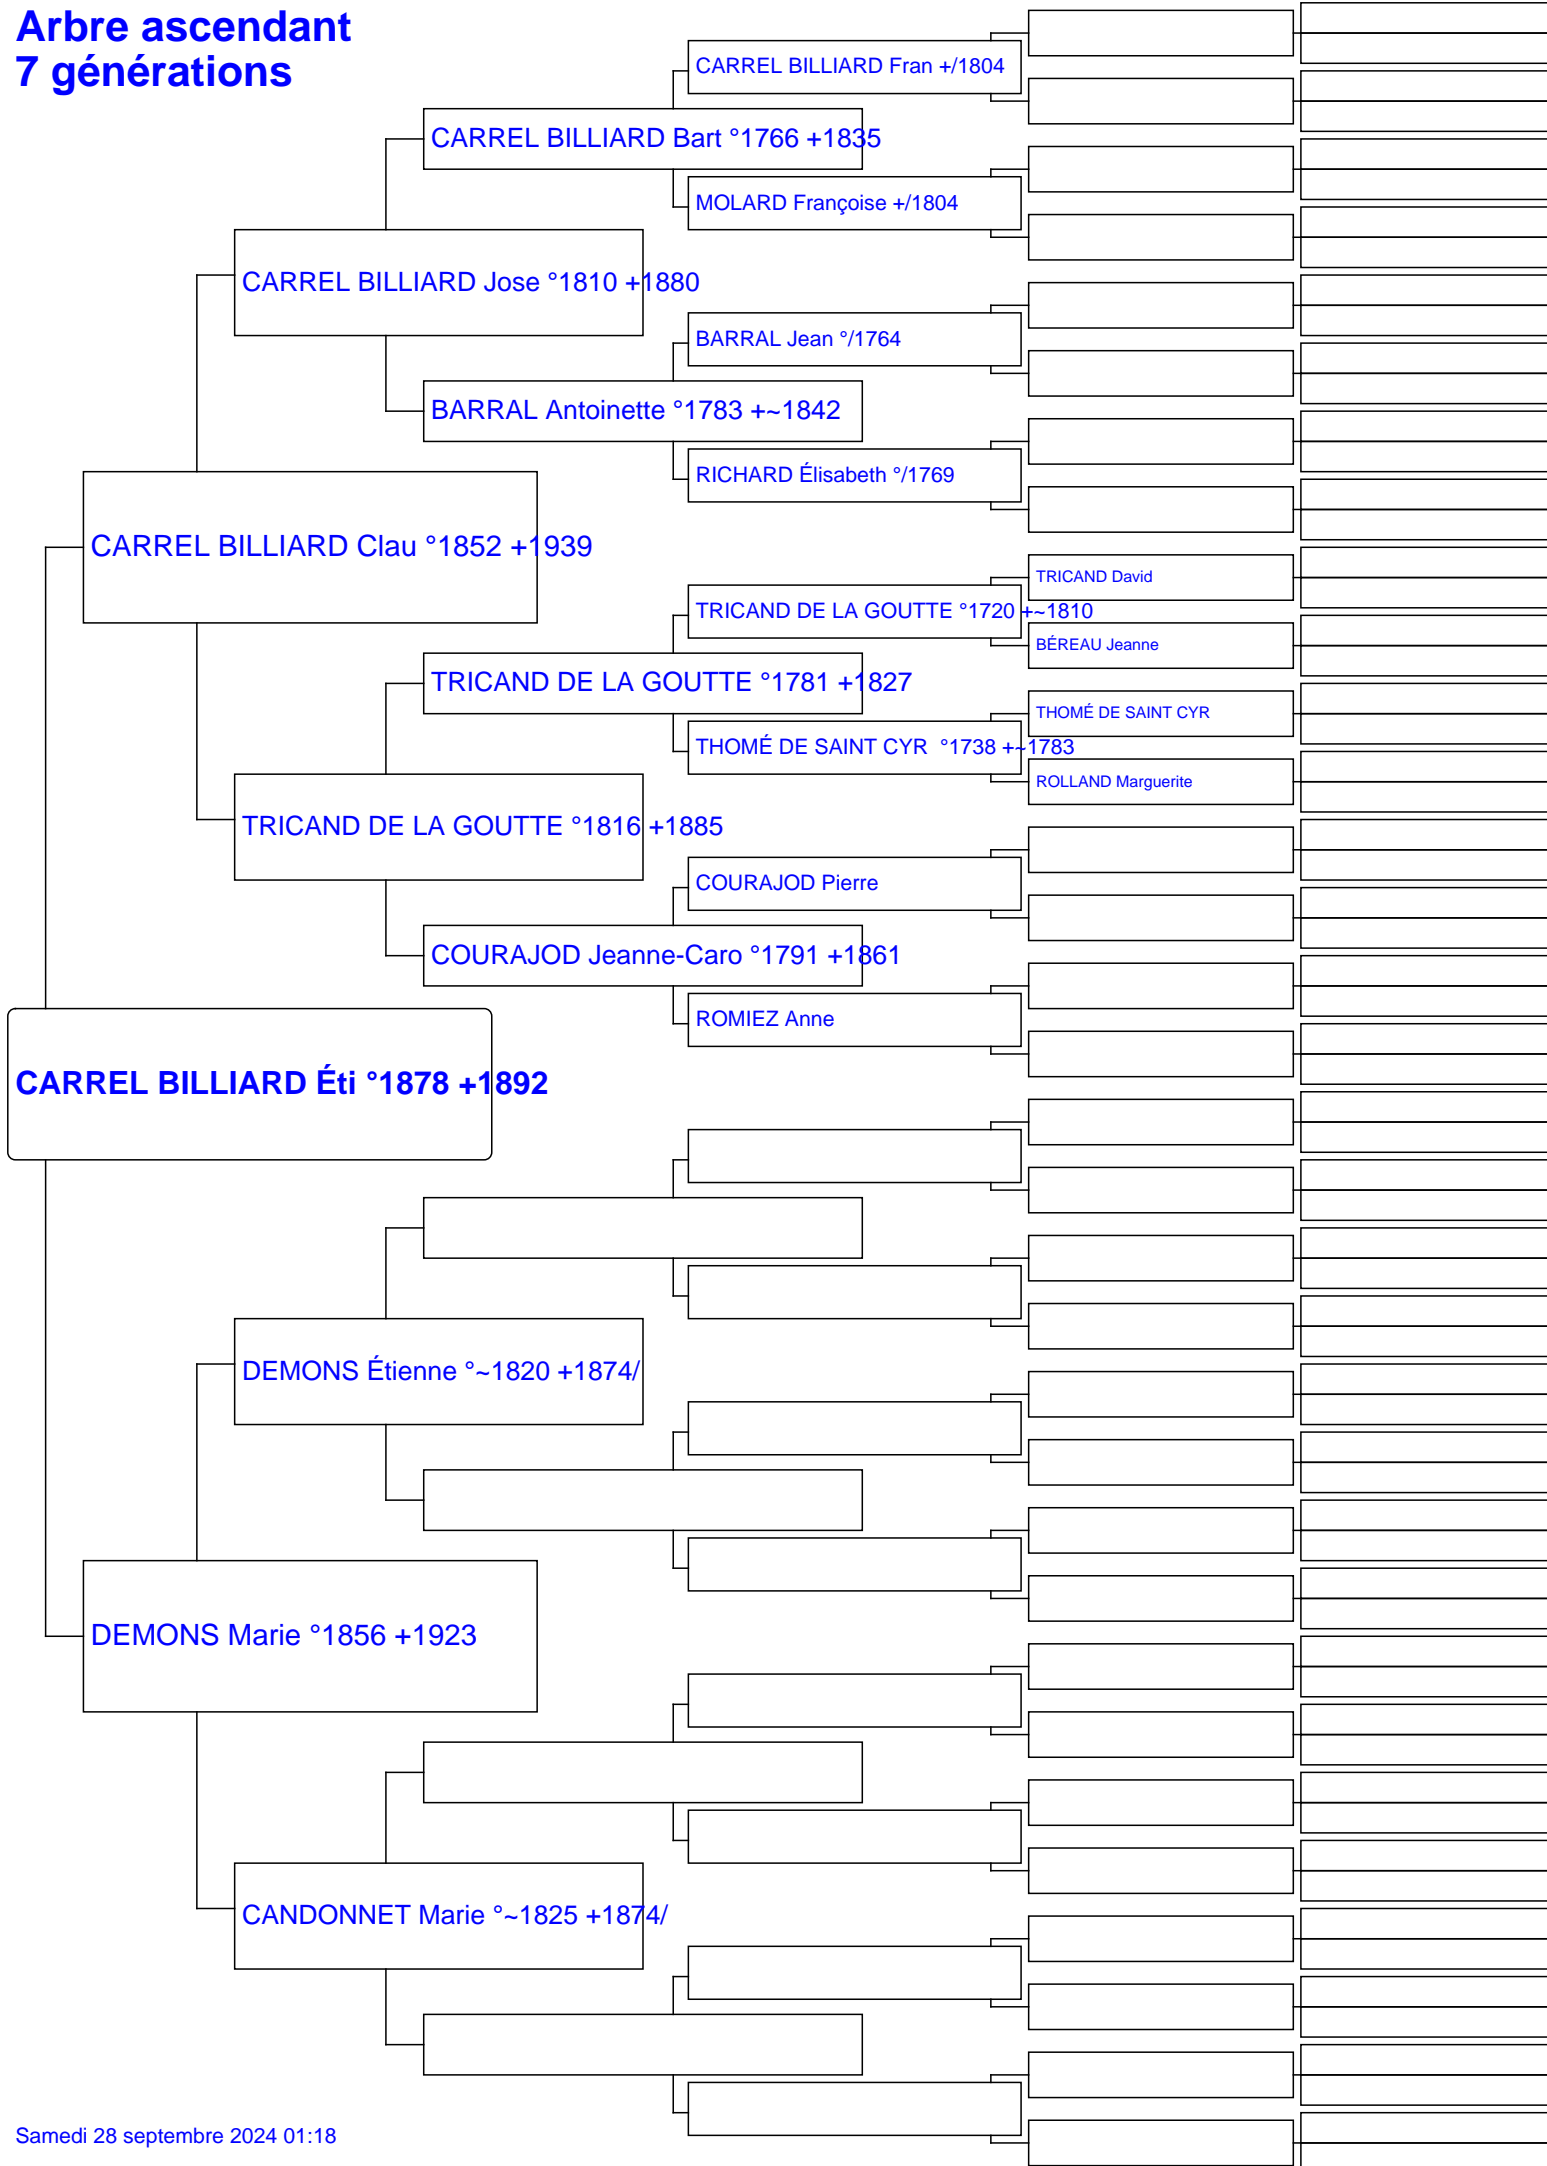 Arbre ascendant
7 générations
CARREL BILLIARD Fran +/1804
CARREL BILLIARD Bart °1766 +1835
MOLARD Françoise +/1804
CARREL BILLIARD Jose °1810 +1880
BARRAL Jean °/1764
BARRAL Antoinette °1783 +~1842
RICHARD Élisabeth °/1769
CARREL BILLIARD Clau °1852 +1939
TRICAND David
TRICAND DE LA GOUTTE °1720 +~1810
BÉREAU Jeanne
TRICAND DE LA GOUTTE °1781 +1827
THOMÉ DE SAINT CYR
THOMÉ DE SAINT CYR  °1738 +~1783
ROLLAND Marguerite
TRICAND DE LA GOUTTE °1816 +1885
COURAJOD Pierre
COURAJOD Jeanne-Caro °1791 +1861
ROMIEZ Anne
CARREL BILLIARD Éti °1878 +1892
DEMONS Étienne °~1820 +1874/
DEMONS Marie °1856 +1923
CANDONNET Marie °~1825 +1874/
Samedi 28 septembre 2024 01:18